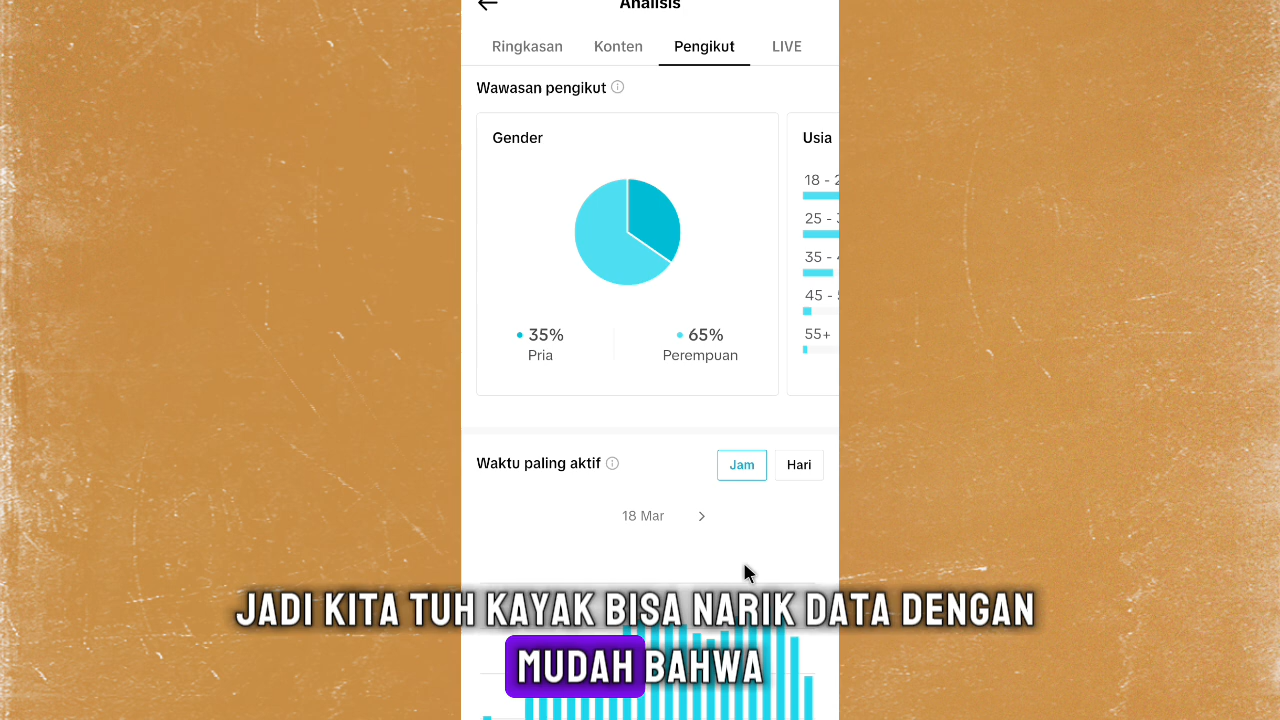 Analisis
Ringkasan Konten Pengikut LIVE
Wawasan pengikut
Gender
35% 65%
Pria Perempuan
Usia
18 -
25 -
35 -
45 -
55+
Waktu paling aktif Jam Hari
18 Mar
JADI KITA TUH KAYAK BISA NARIK DATA DENGAN
MUDAH BAHWA